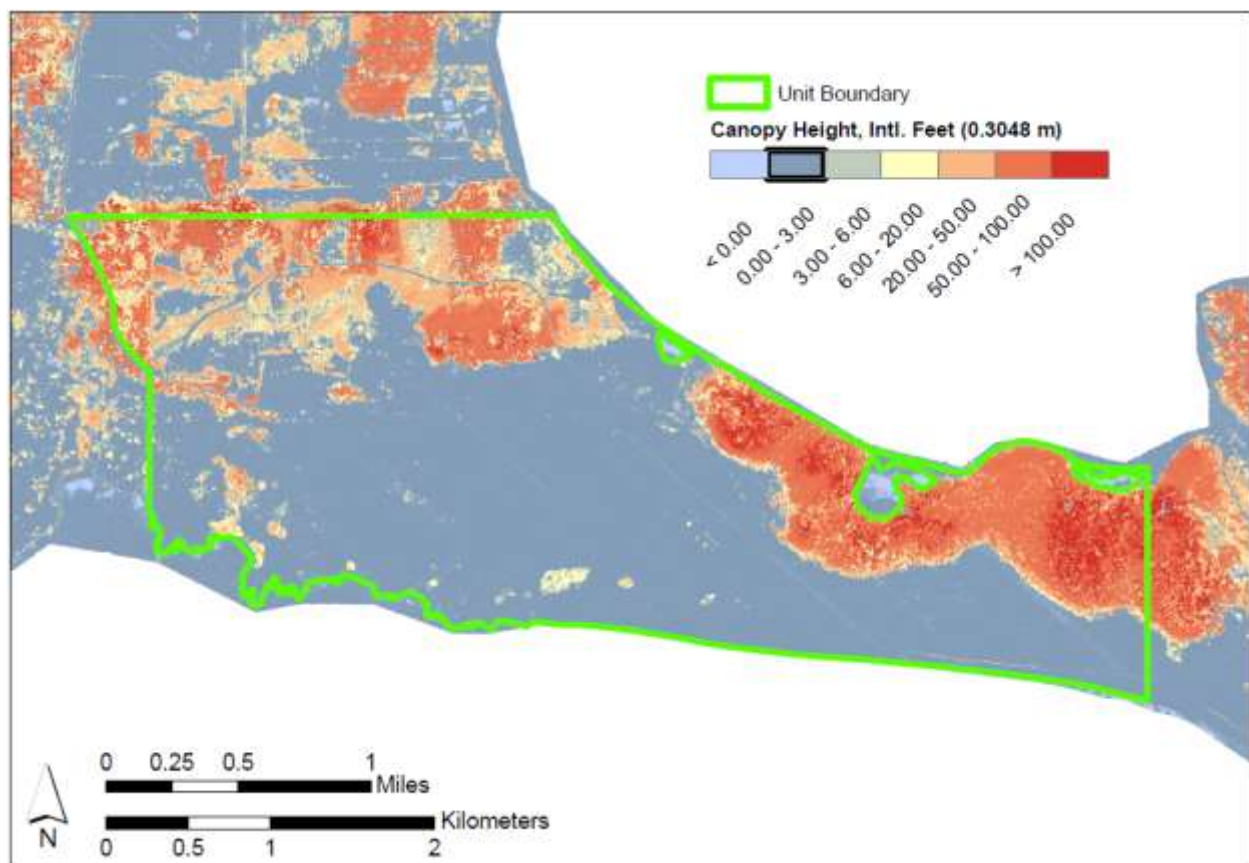 Unit Boundary
Canopy Height, Intl. Feet (0.3048 m)
< 0.00
0.00 - 3.00
3.00 - 6.00
6.00 - 20.00
20.00 - 50.00
50.00 - 100.00
> 100.00
0 0.25 0.5 1
Miles
Kilometers
0 0.5 1 2
N